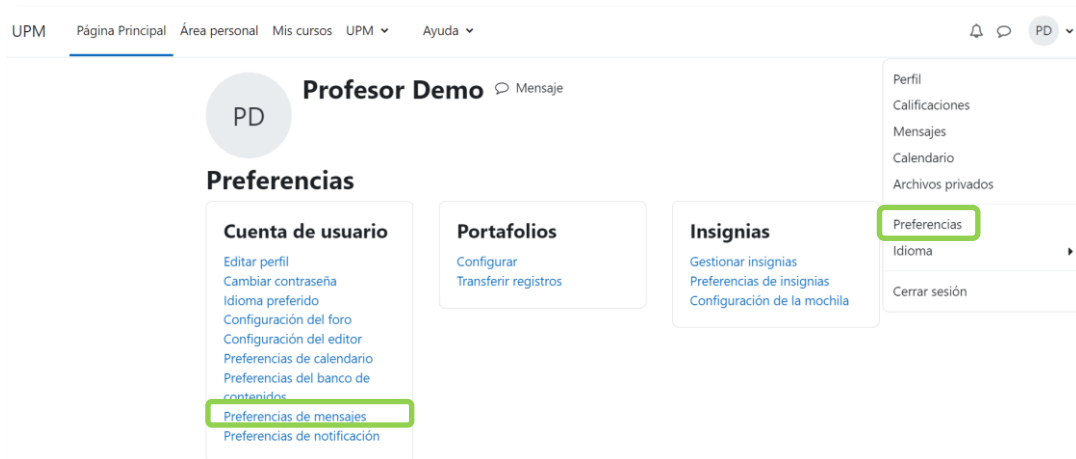 UPM Página Principal Área personal Mis cursos UPM Ayuda PD
PD
Profesor Demo Mensaje
Preferencias
Cuenta de usuario
Editar perfil
Cambiar contraseña
Idioma preferido
Configuración del foro
Configuración del editor
Preferencias de calendario
Preferencias del banco de
contenidos
Preferencias de mensajes
Preferencias de notificación
Portafolios
Configurar
Transferir registros
Insignias
Gestionar insignias
Preferencias de insignias
Configuración de la mochila
Perfil
Calificaciones
Mensajes
Calendario
Archivos privados
Preferencias
Idioma
Cerrar sesión